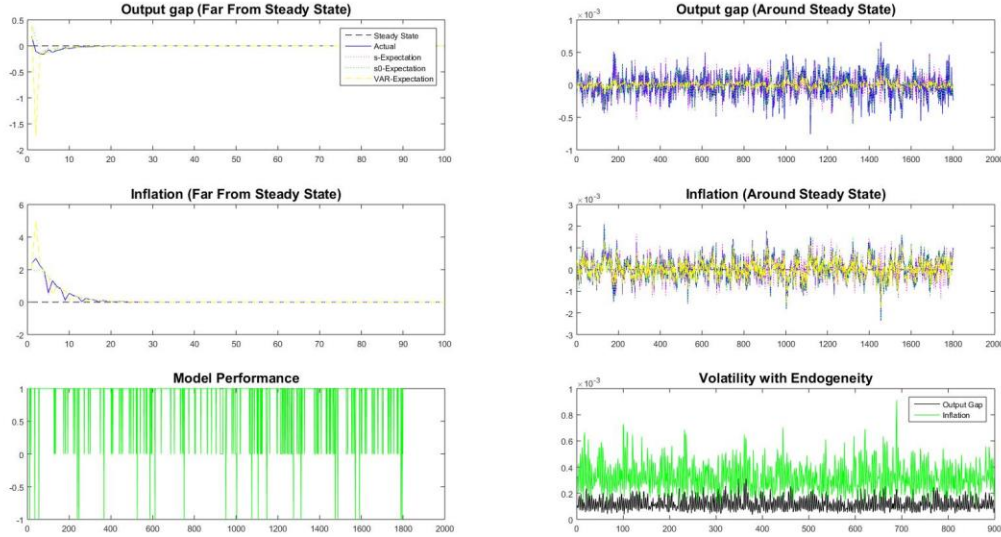 Output gap (Far From Steady State)
0.5
0
-0.5
-1
-1.5
-2
0 10 20 30 40 50 60 70 80 90 100
Steady State
Actual
s-Expectation
s0-Expectation
VAR-Expectation
Output gap (Around Steady State)
× 10⁻³
1
0.5
0
-0.5
-1
0 200 400 600 800 1000 1200 1400 1600 1800 2000
Inflation (Far From Steady State)
6
4
2
0
-2
0 10 20 30 40 50 60 70 80 90 100
Inflation (Around Steady State)
× 10⁻³
3
2
1
0
-1
-2
-3
0 200 400 600 800 1000 1200 1400 1600 1800 2000
Model Performance
1
0.5
0
-0.5
-1
0 200 400 600 800 1000 1200 1400 1600 1800 2000
Volatility with Endogeneity
× 10⁻³
1
0.8
0.6
0.4
0.2
0
0 100 200 300 400 500 600 700 800 900
Output Gap
Inflation